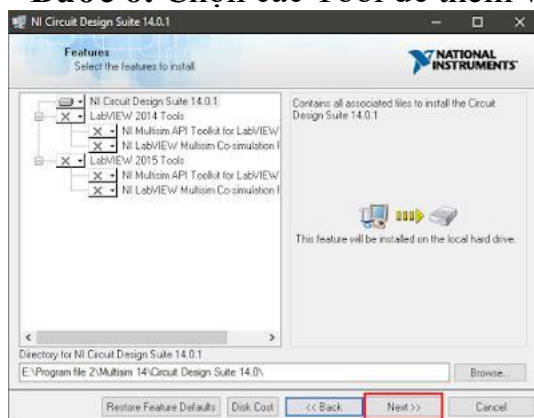 Bước 6: Chọn các Tool để thêm v
NI Circuit Design Suite 14.0.1
Features
Select the features to install.
NATIONAL
INSTRUMENTS
NI Circuit Design Suite 14.0.1
LabVIEW 2014 Tools
NI Multisim API Toolkit for LabVIEW
NI LabVIEW Multisim Co-simulation
LabVIEW 2015 Tools
NI Multisim API Toolkit for LabVIEW
NI LabVIEW Multisim Co-simulation
Contains all associated files to install the Circuit
Design Suite 14.0.1
This feature will be installed on the local hard drive.
Directory for NI Circuit Design Suite 14.0.1
E:\Program file 2\Multisim 14\Circuit Design Suite 14.0\
Browse...
Restore Feature Defaults
Disk Cost
<< Back
Next >>
Cancel